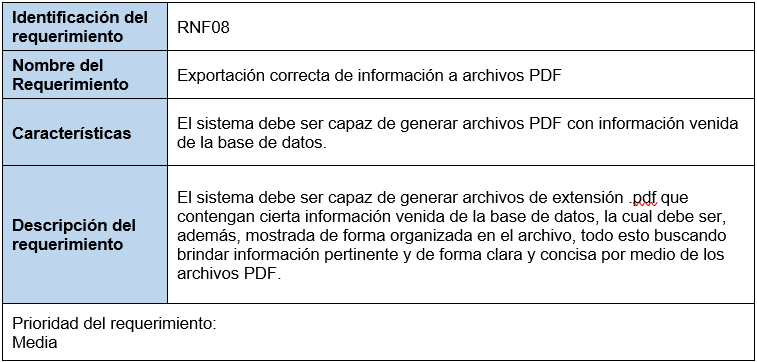 Identificación del
requerimiento
RNF08
Nombre del
Requerimiento
Exportación correcta de información a archivos PDF
Características
El sistema debe ser capaz de generar archivos PDF con información venida
de la base de datos.
Descripción del
requerimiento
El sistema debe ser capaz de generar archivos de extensión .pdf que
contengan cierta información venida de la base de datos, la cual debe ser,
además, mostrada de forma organizada en el archivo, todo esto buscando
brindar información pertinente y de forma clara y concisa por medio de los
archivos PDF.
Prioridad del requerimiento:
Media